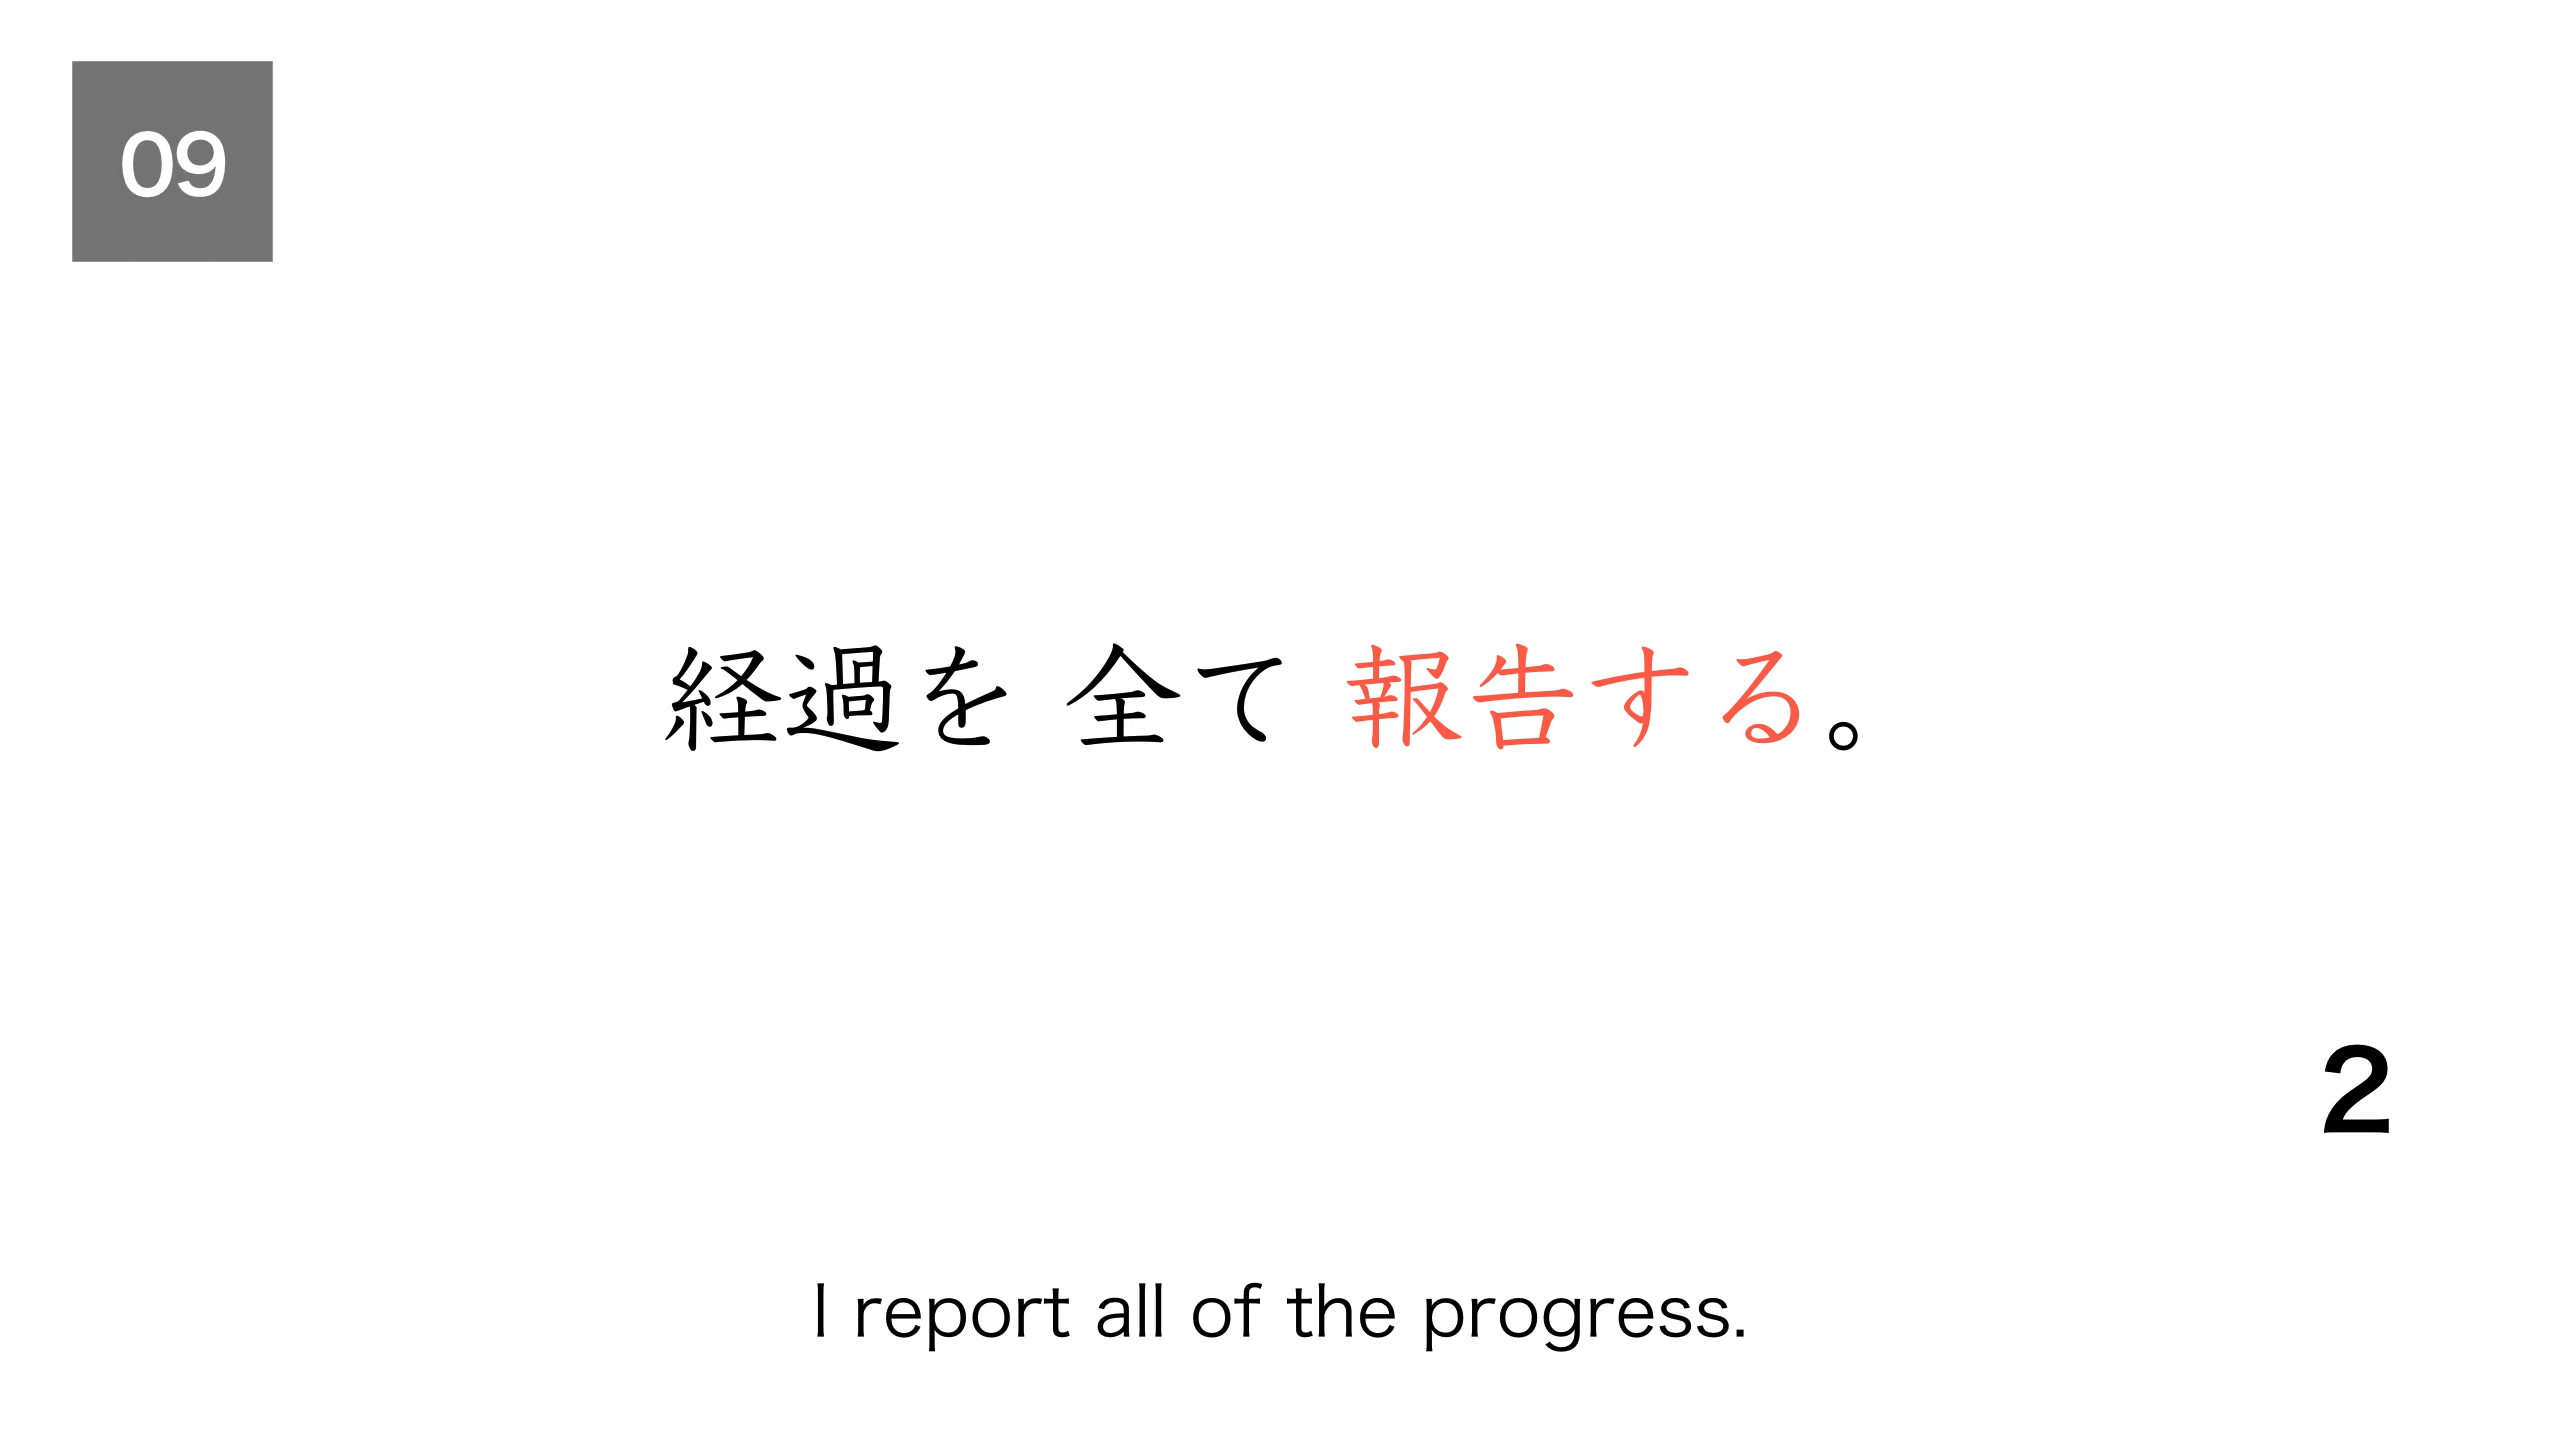 09
経過を 全て 報告する。
2
I report all of the progress.